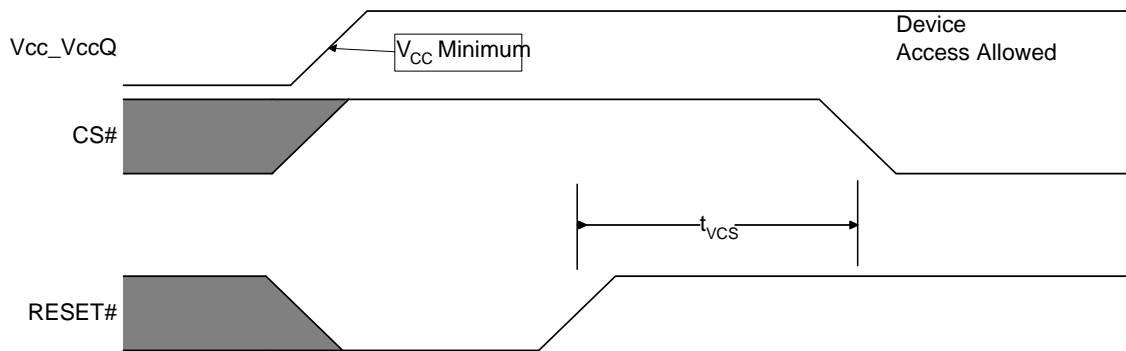 Vcc_VccQ
VCC Minimum
Device
Access Allowed
CS#
tVCS
RESET#